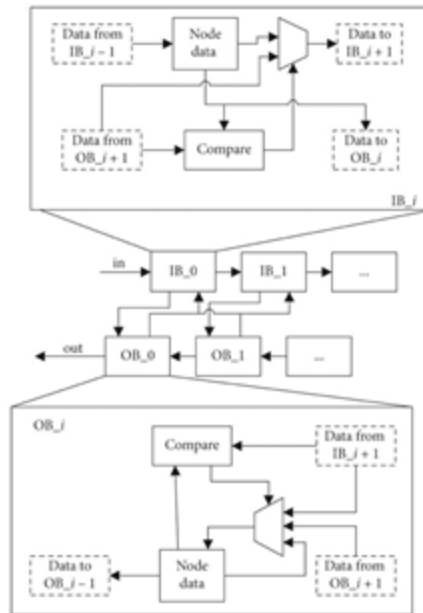 Data from
IB_i – 1
Node
data
Data to
IB_i + 1
Data from
OB_i + 1
Compare
Data to
OB_i
IB_i
in
IB_0
IB_1
...
out
OB_0
OB_1
...
OB_i
Compare
Data from
IB_i + 1
Data to
OB_i – 1
Node
data
Data from
OB_i + 1